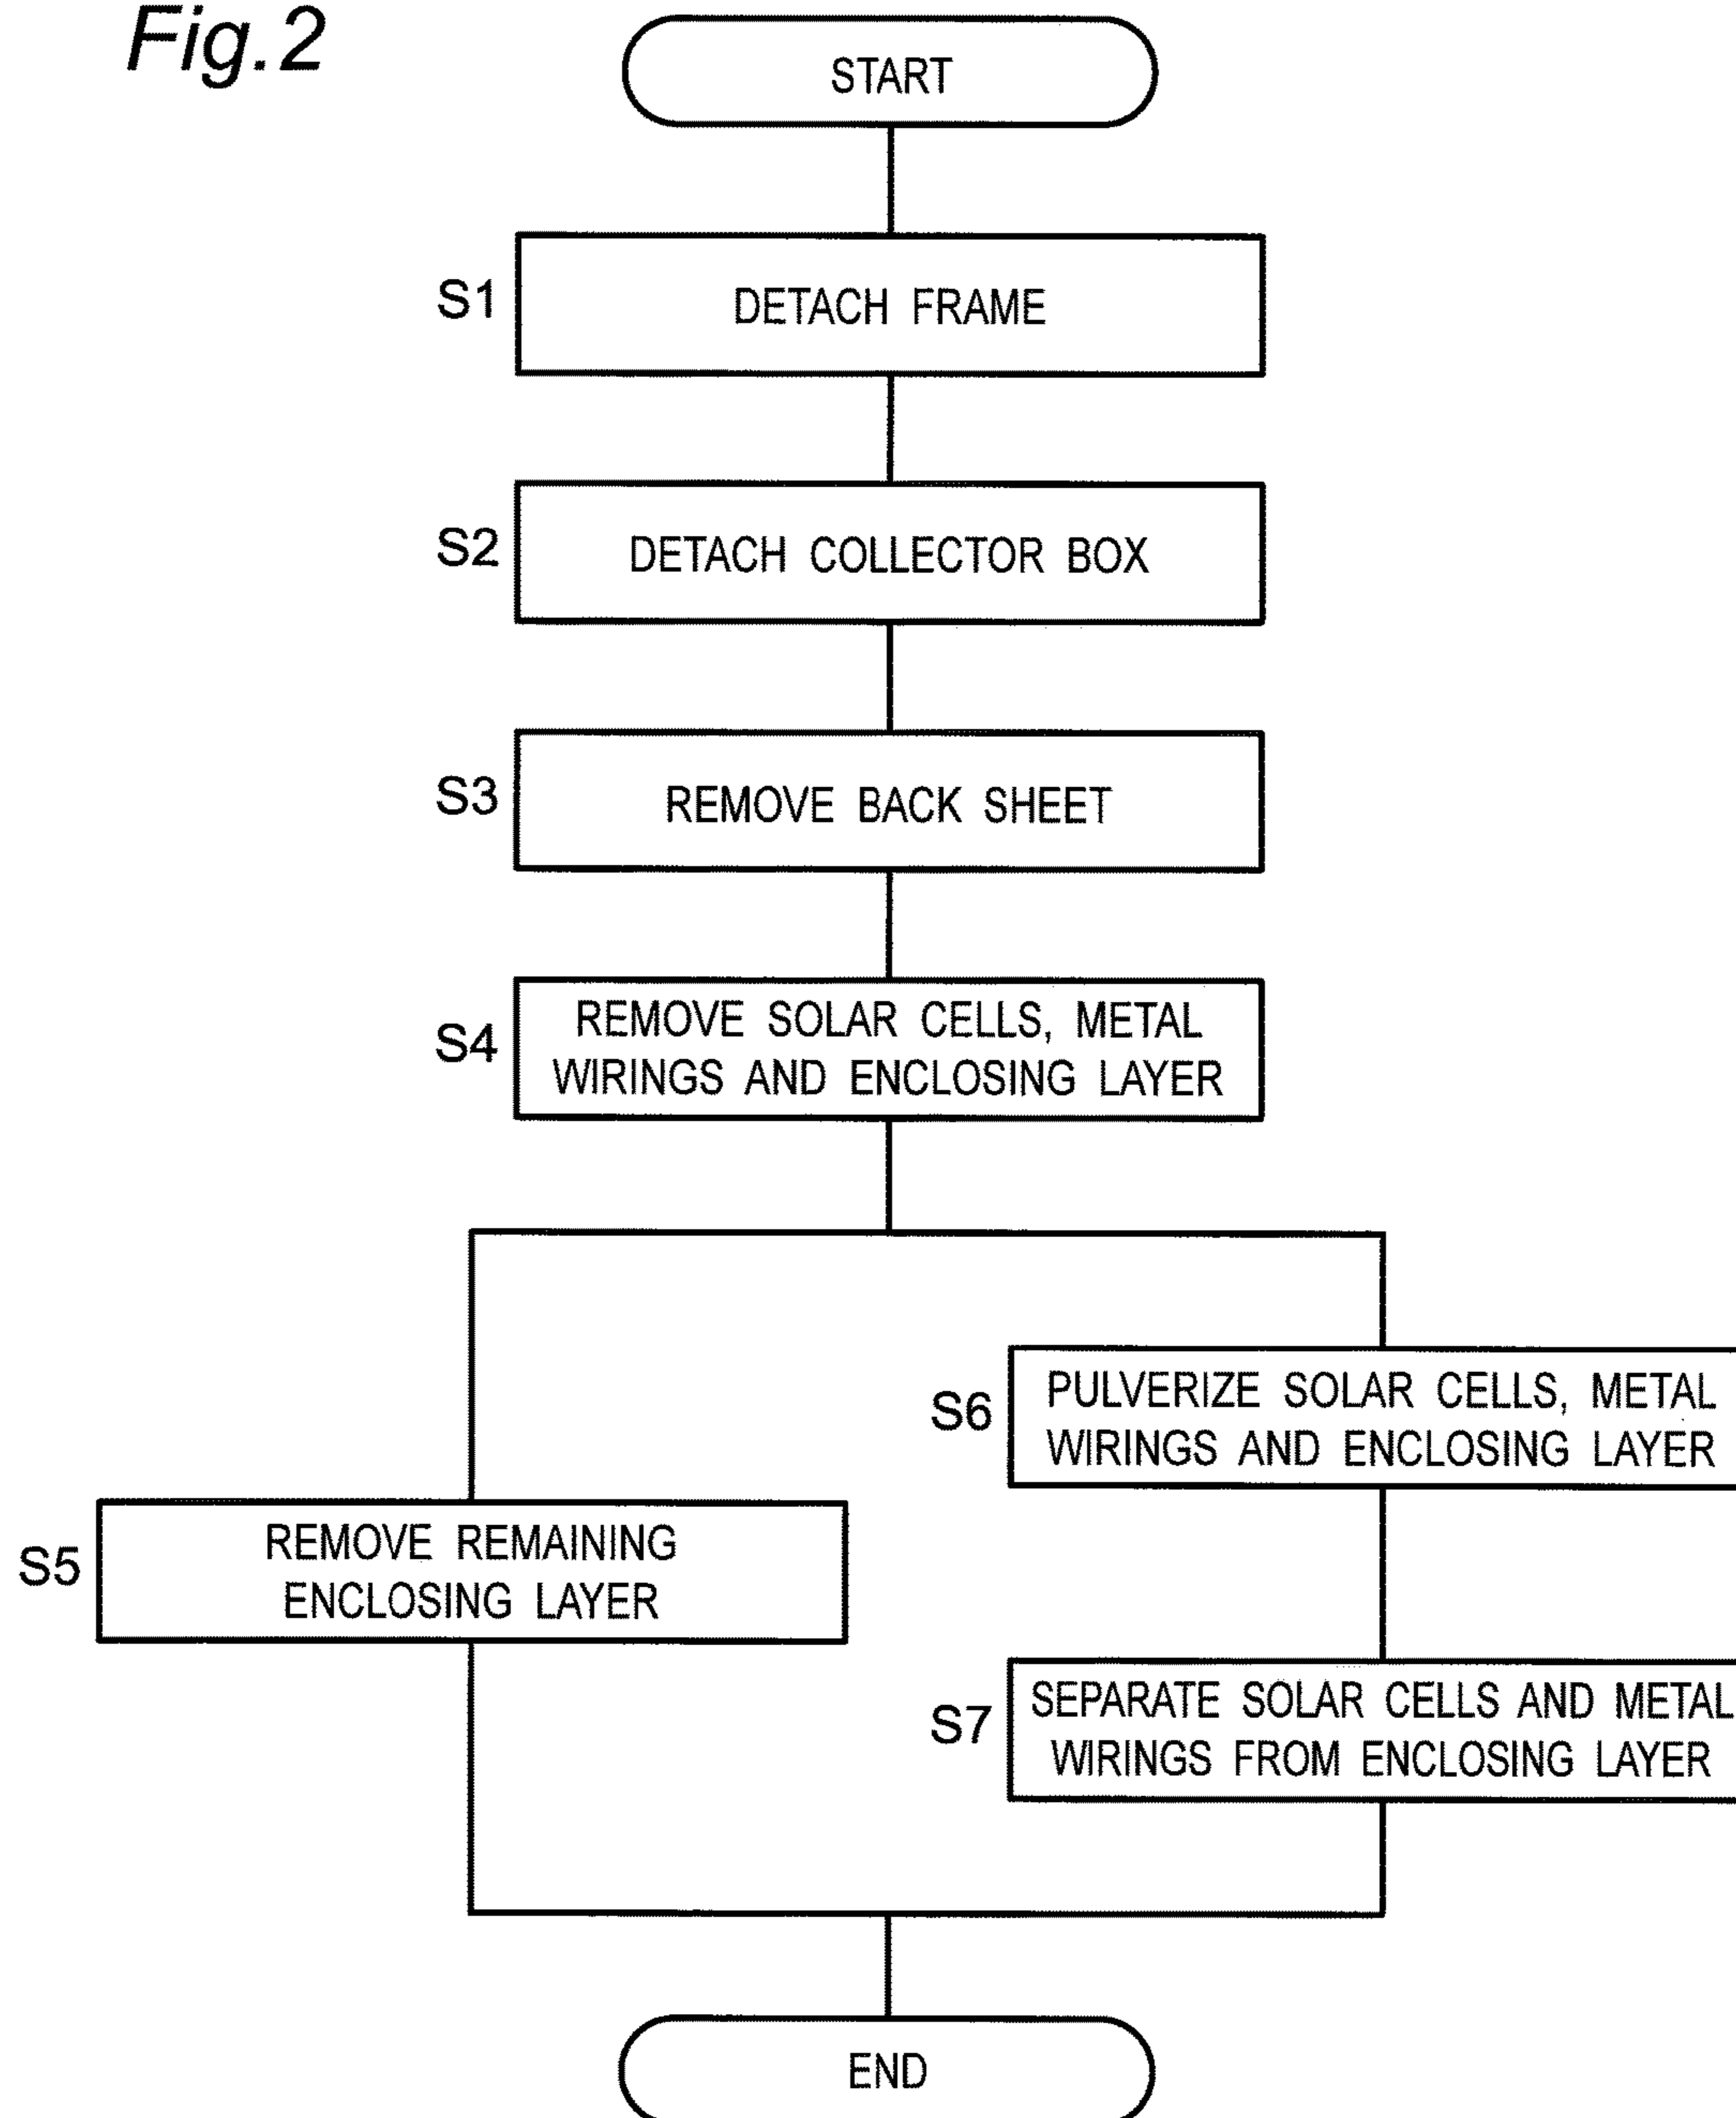 Fig.2
START
S1
DETACH FRAME
S2
DETACH COLLECTOR BOX
S3
REMOVE BACK SHEET
S4
REMOVE SOLAR CELLS, METAL
WIRINGS AND ENCLOSING LAYER
S6
PULVERIZE SOLAR CELLS, METAL
WIRINGS AND ENCLOSING LAYER
S5
REMOVE REMAINING
ENCLOSING LAYER
S7
SEPARATE SOLAR CELLS AND METAL
WIRINGS FROM ENCLOSING LAYER
END